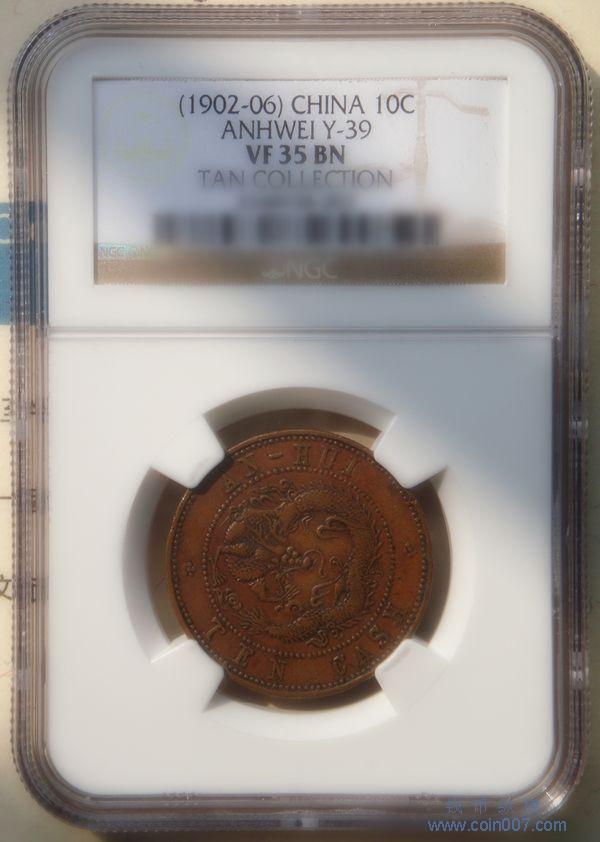 (1902-06) CHINA 10C
ANHWEI Y-39
VF 35 BN
TAN COLLECTION
NGC
NGC
AN-HUI
TEN CASH
www.coin007.com